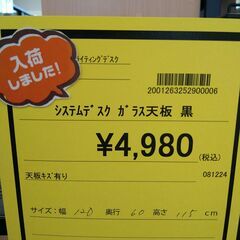 入荷
しました!
ライティングデスク
2001263252900006
システムデスク ガラス天板 黒
¥4,980(税込)
天板キズ有り 081224
サイズ:幅 120 奥行 60 高さ 115 cm